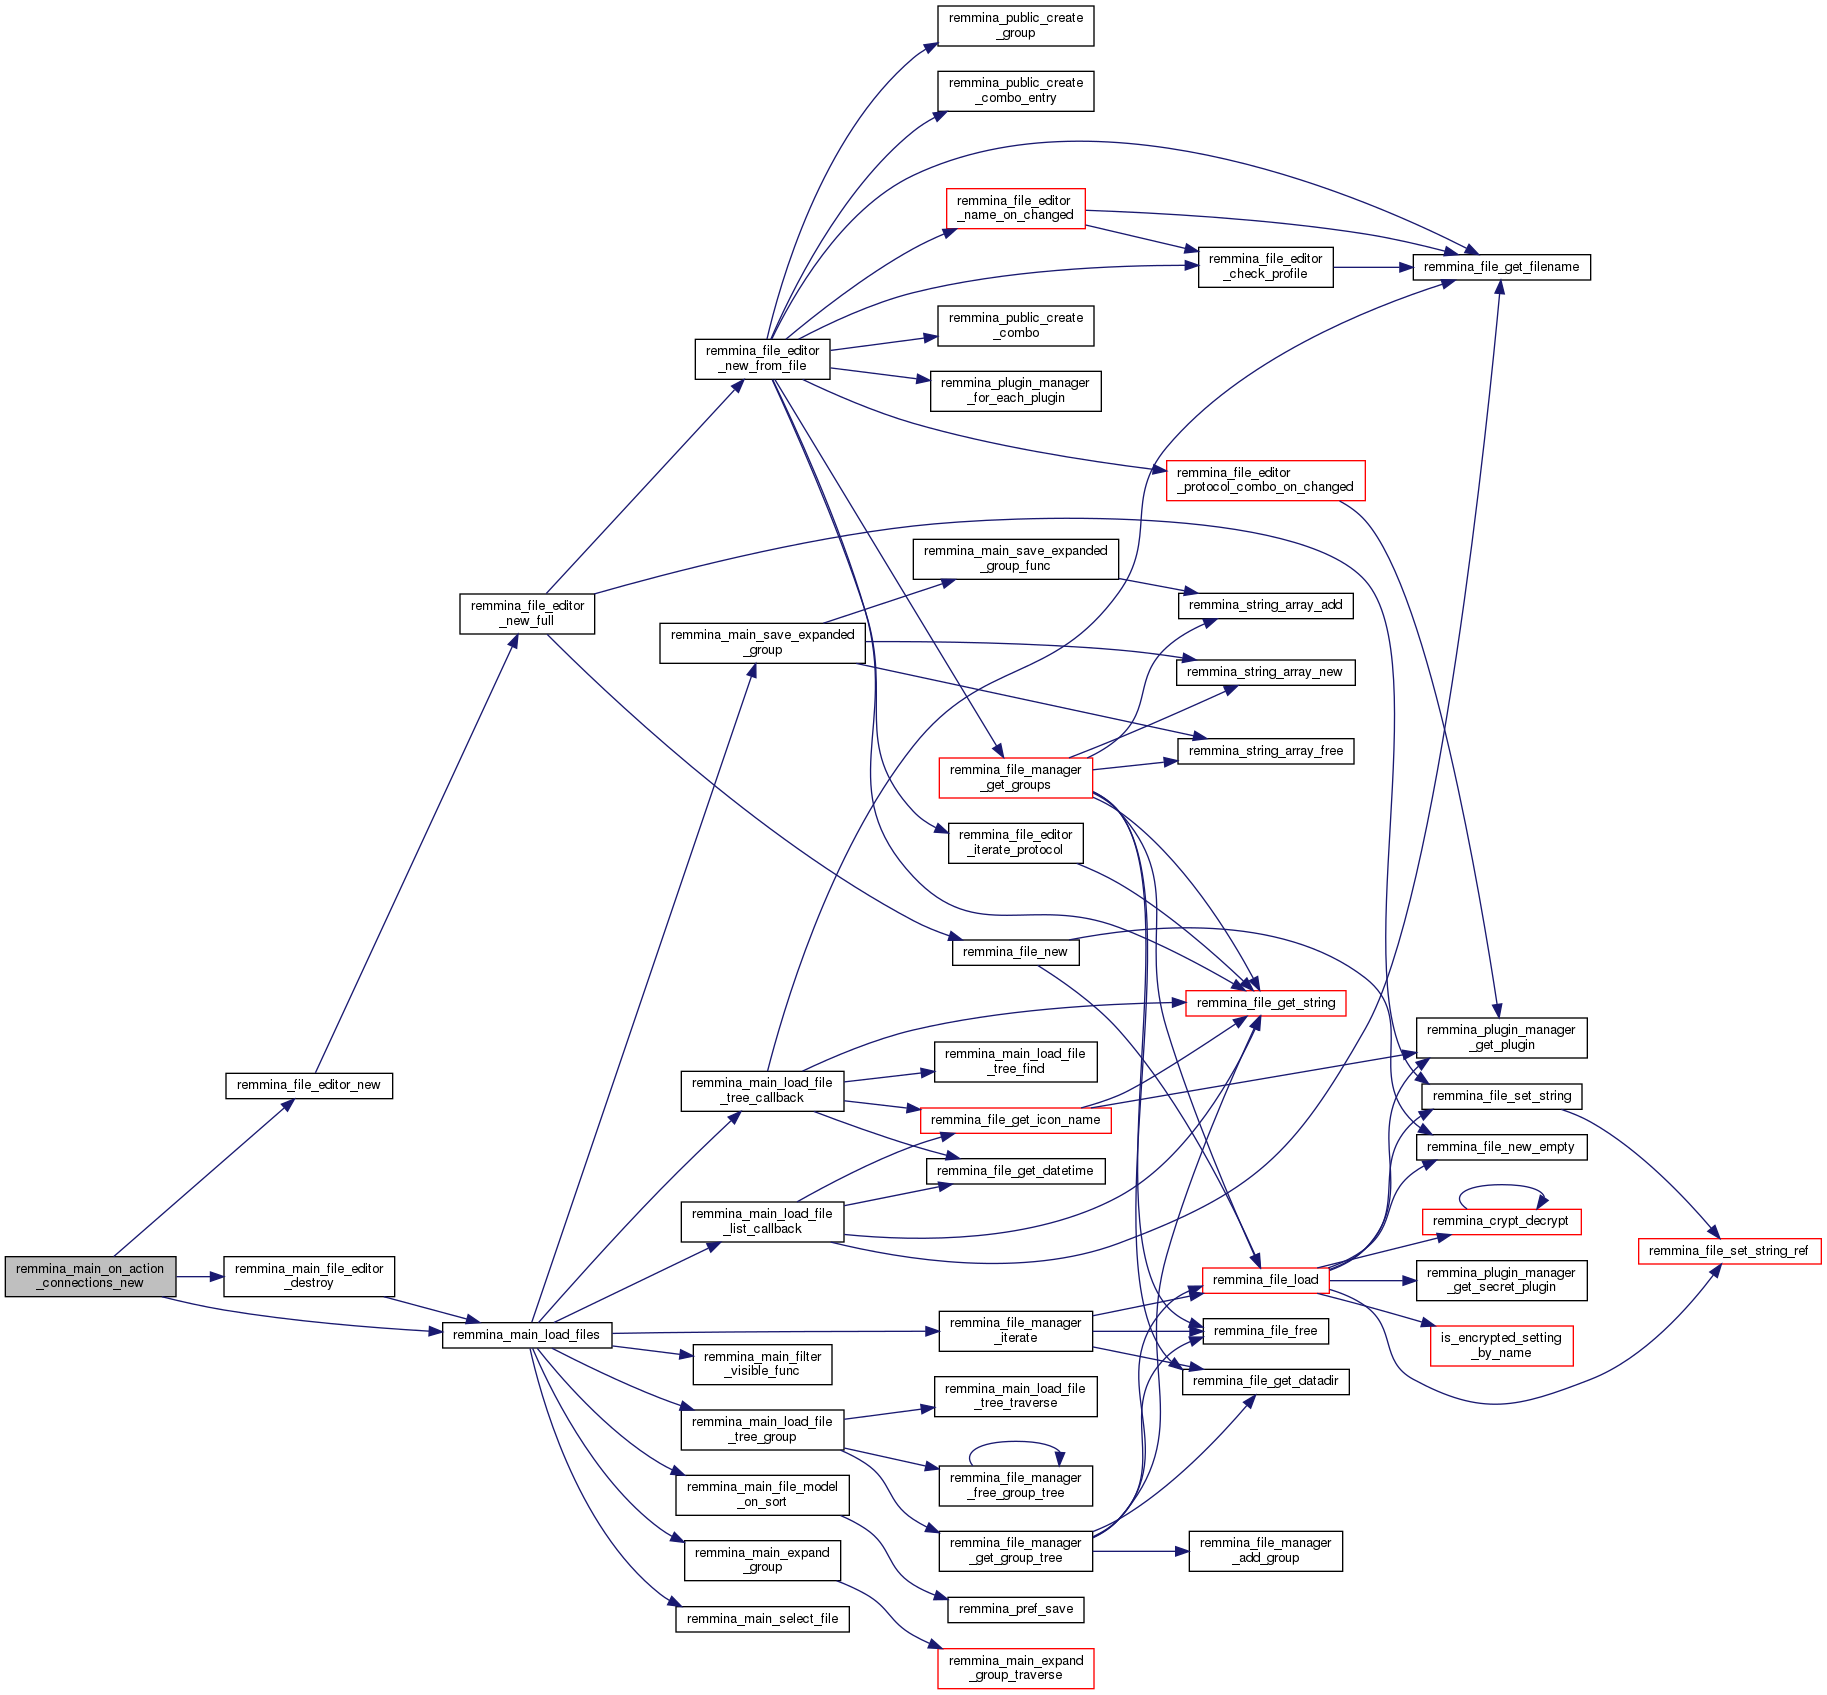 remmina_public_create
_group
remmina_public_create
_combo_entry
remmina_file_editor
_name_on_changed
remmina_file_editor
_check_profile
remmina_file_get_filename
remmina_public_create
_combo
remmina_file_editor
_new_from_file
remmina_plugin_manager
_for_each_plugin
remmina_file_editor
_protocol_combo_on_changed
remmina_main_save_expanded
_group_func
remmina_string_array_add
remmina_file_editor
_new_full
remmina_main_save_expanded
_group
remmina_string_array_new
remmina_string_array_free
remmina_file_manager
_get_groups
remmina_file_editor
_iterate_protocol
remmina_file_new
remmina_file_get_string
remmina_plugin_manager
_get_plugin
remmina_main_load_file
_tree_find
remmina_file_editor_new
remmina_main_load_file
_tree_callback
remmina_file_set_string
remmina_file_get_icon_name
remmina_file_new_empty
remmina_file_get_datetime
remmina_main_load_file
_list_callback
remmina_crypt_decrypt
remmina_file_set_string_ref
remmina_main_on_action
_connections_new
remmina_main_file_editor
_destroy
remmina_file_load
remmina_plugin_manager
_get_secret_plugin
remmina_main_load_files
remmina_file_manager
_iterate
remmina_file_free
is_encrypted_setting
_by_name
remmina_main_filter
_visible_func
remmina_file_get_datadir
remmina_main_load_file
_tree_traverse
remmina_main_load_file
_tree_group
remmina_file_manager
_free_group_tree
remmina_main_file_model
_on_sort
remmina_file_manager
_get_group_tree
remmina_file_manager
_add_group
remmina_main_expand
_group
remmina_pref_save
remmina_main_select_file
remmina_main_expand
_group_traverse